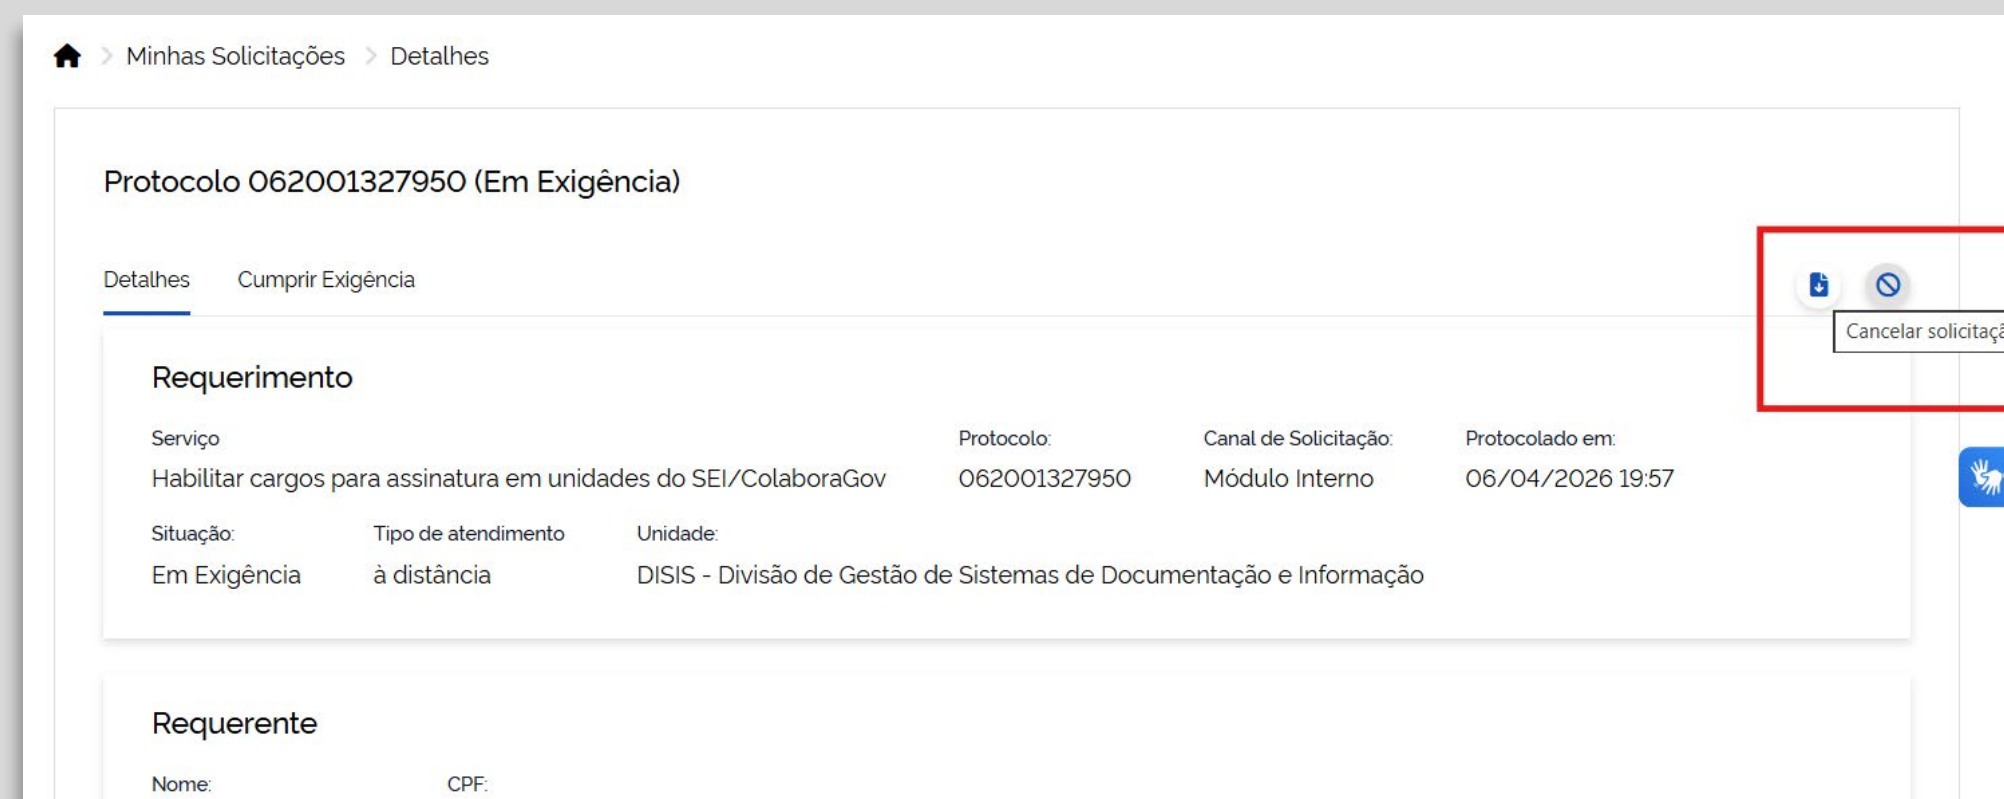 Minhas Solicitações > Detalhes
Protocolo 062001327950 (Em Exigência)
Detalhes Cumprir Exigência
Cancelar
Requerimento
Serviço Protocolo: Canal de Solicitação: Protocolado em:
Habilitar cargos para assinatura em unidades do SEI/ColaboraGov 062001327950 Módulo Interno 06/04/2026 19:57
Situação: Tipo de atendimento Unidade:
Em Exigência à distância DISIS - Divisão de Gestão de Sistemas de Documentação e Informação
Requerente
Nome: CPF: